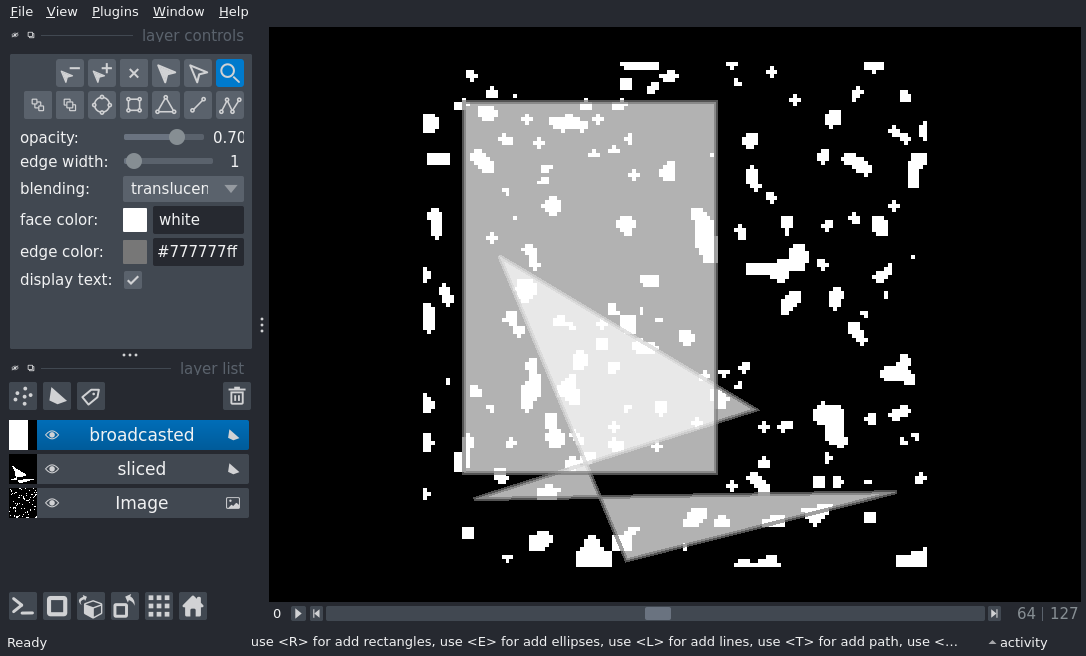 File View Plugins Window Help
layer controls
opacity: 0.70
edge width: 1
blending: translucen
face color: white
edge color: #777777ff
display text:
layer list
broadcasted
sliced
Image
0 64 | 127
Ready use <R> for add rectangles, use <E> for add ellipses, use <L> for add lines, use <T> for add path, use <... activity